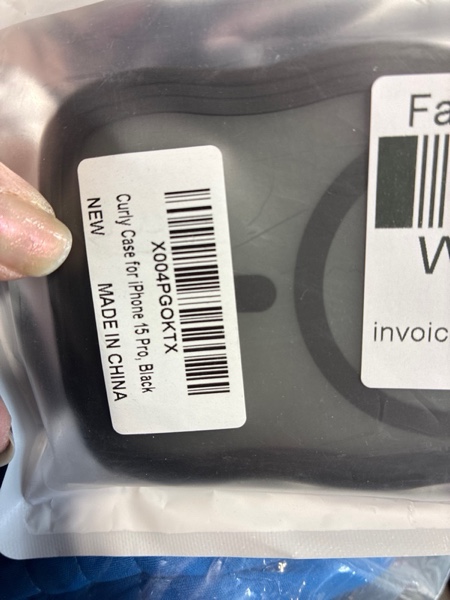 X004PGOKTX
Curly Case for iPhone 15 Pro, Black
NEW
MADE IN CHINA
Fa
W
invoic